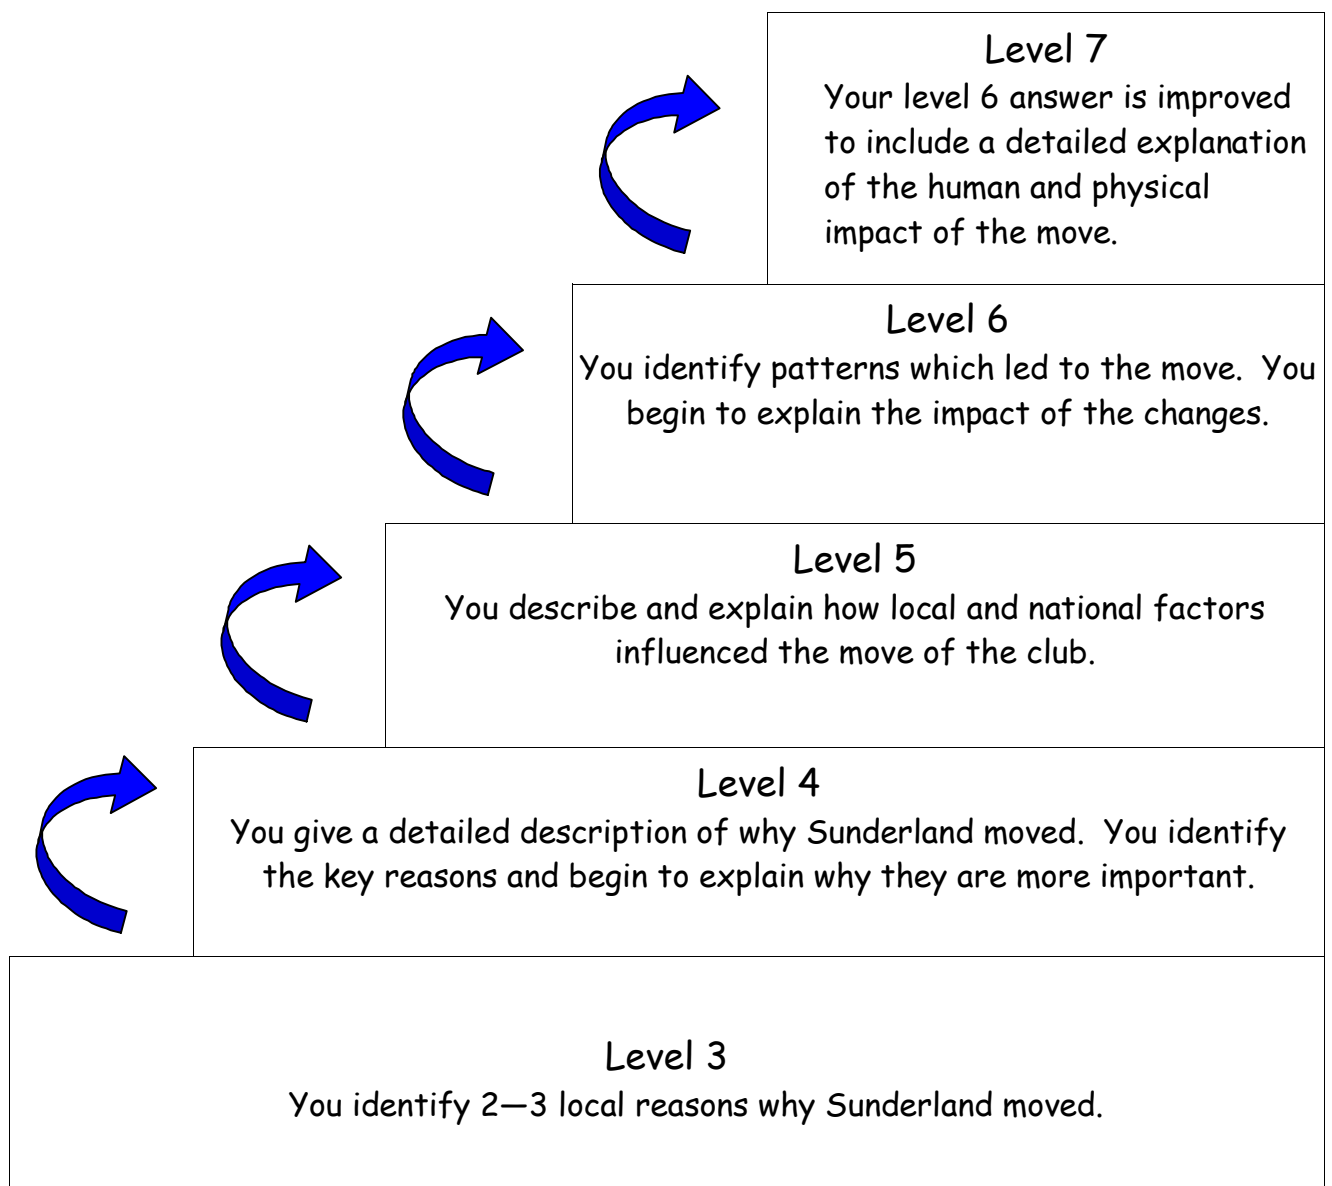 Level 7
Your level 6 answer is improved
to include a detailed explanation
of the human and physical
impact of the move.
Level 6
You identify patterns which led to the move.  You
begin to explain the impact of the changes.
Level 5
You describe and explain how local and national factors
influenced the move of the club.
Level 4
You give a detailed description of why Sunderland moved.  You identify
the key reasons and begin to explain why they are more important.
Level 3
You identify 2—3 local reasons why Sunderland moved.